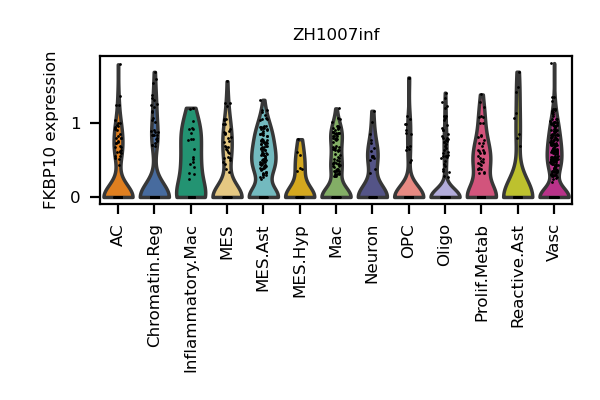 ZH1007inf
FKBP10 expression
1
0
AC
Chromatin.Reg
Inflammatory.Mac
MES
MES.Ast
MES.Hyp
Mac
Neuron
OPC
Oligo
Prolif.Metab
Reactive.Ast
Vasc